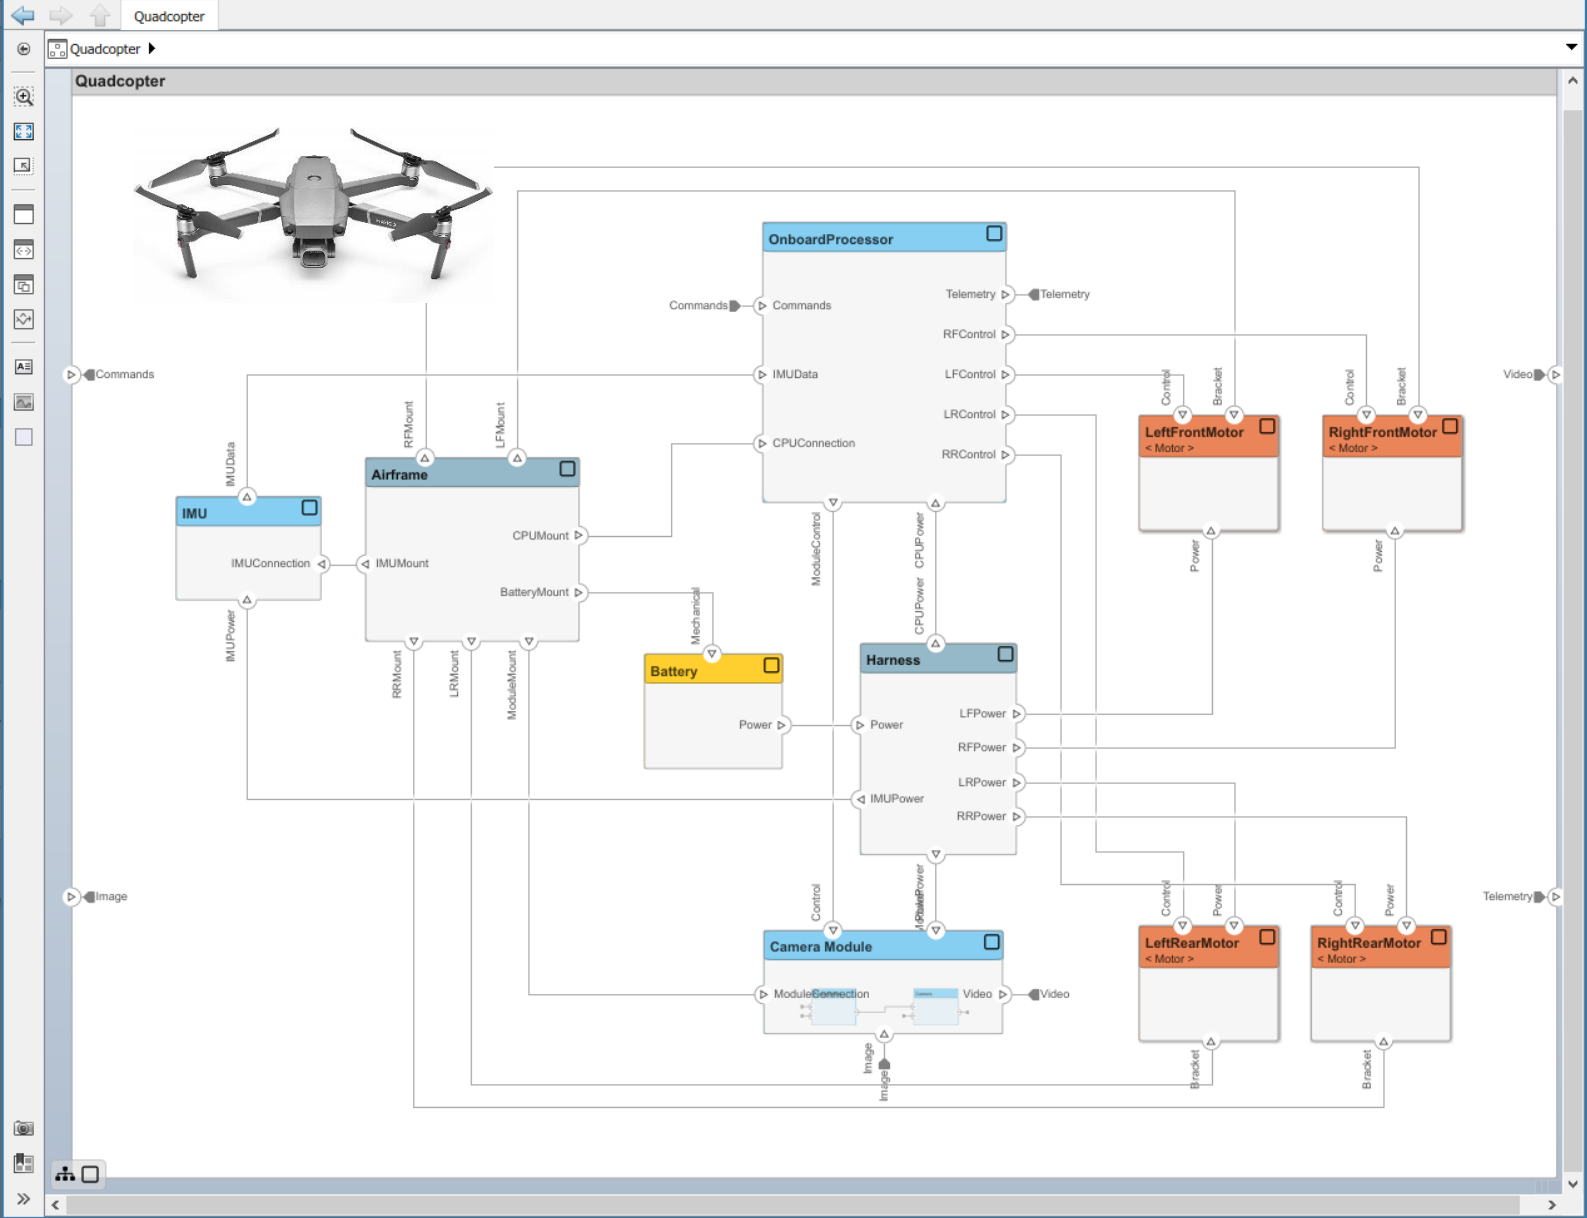 Quadcopter
Quadcopter
Quadcopter
OnboardProcessor
Commands
Commands
Telemetry
Telemetry
RFControl
IMUData
LFControl
LRControl
CPUConnection
RRControl
ModuleControl
CPUPower
Commands
Video
Control
Bracket
LeftFrontMotor
< Motor >
Power
Control
Bracket
RightFrontMotor
< Motor >
Power
RFMount
LFMount
Airframe
CPUMount
IMUMount
BatteryMount
RRMount
LRMount
ModuleMount
IMUData
IMU
IMUConnection
IMUPower
Mechanical
Battery
Power
CPUPower
Harness
LFPower
Power
RFPower
LRPower
IMUPower
RRPower
Image
Telemetry
Control
Camera Module
ModuleConnection
Video
Video
Image
Image
Control
Power
LeftRearMotor
< Motor >
Bracket
Control
Power
RightRearMotor
< Motor >
Bracket